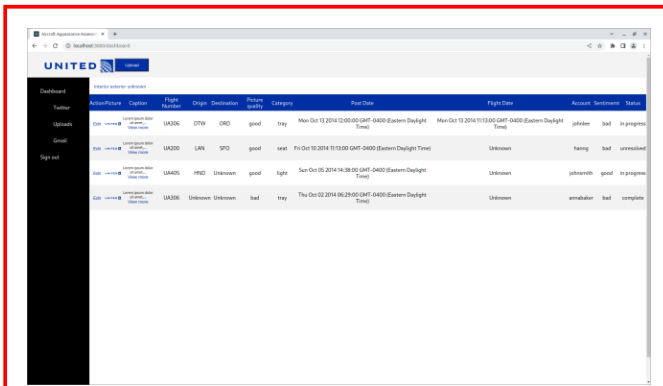 Aircraft Appearance Assess
localhost:3000/dashboard
UNITED
Upload
Dashboard
Twitter
Uploads
Gmail
Sign out
interior exterior unknown
Action Picture Caption Flight Number Origin Destination Picture quality Category Post Date Flight Date Account Sentiment Status
Edit UNITED Lorem ipsum dolor sit amet,... View more UA306 DTW ORD good tray Mon Oct 13 2014 12:00:00 GMT-0400 (Eastern Daylight Time) Mon Oct 13 2014 11:13:00 GMT-0400 (Eastern Daylight Time) johnlee bad in progress
Edit UNITED Lorem ipsum dolor sit amet,... View more UA200 LAN SFO good seat Fri Oct 10 2014 11:13:00 GMT-0400 (Eastern Daylight Time) Unknown hanng bad unresolved
Edit UNITED Lorem ipsum dolor sit amet,... View more UA405 HND Unknown good light Sun Oct 05 2014 14:38:00 GMT-0400 (Eastern Daylight Time) Unknown johnsmith good in progress
Edit UNITED Lorem ipsum dolor sit amet,... View more UA306 Unknown Unknown bad tray Thu Oct 02 2014 06:29:00 GMT-0400 (Eastern Daylight Time) Unknown annabaker bad complete